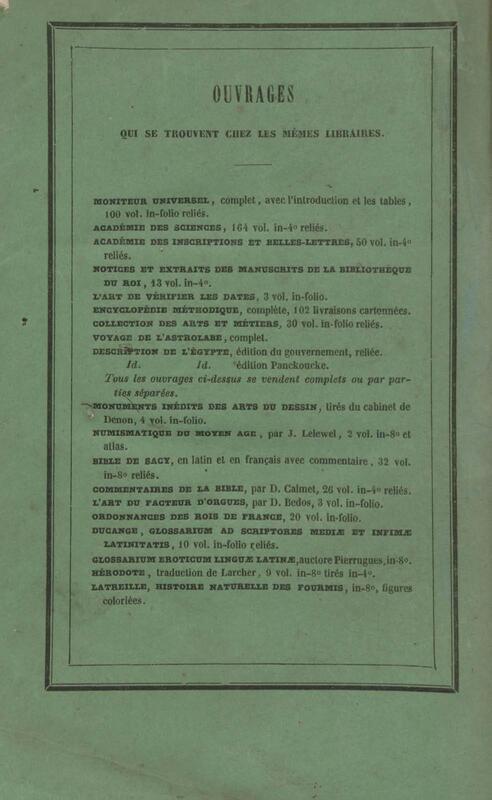 OUVRAGES
QUI SE TROUVENT CHEZ LES MÊMES LIBRAIRES.
MONITEUR UNIVERSEL, complet, avec l'introduction et les tables,
100 vol. in-folio reliés.
ACADÉMIE DES SCIENCES, 164 vol. in-4º reliés.
ACADÉMIE DES INSCRIPTIONS ET BELLES-LETTRES, 50 vol. in-4º
reliés.
NOTICES ET EXTRAITS DES MANUSCRITS DE LA BIBLIOTHÈQUE
DU ROI, 13 vol. in-4º.
L'ART DE VÉRIFIER LES DATES, 3 vol. in-folio.
ENCYCLOPÉDIE MÉTHODIQUE, complète, 102 livraisons cartonnées.
COLLECTION DES ARTS ET MÉTIERS, 30 vol. in-folio reliés.
VOYAGE DE L'ASTROLABE, complet.
DESCRIPTION DE L'ÉGYPTE, édition du gouvernement, reliée.
Id. Id. édition Panckoucke.
Tous les ouvrages ci-dessus se vendent complets ou par par-
ties séparées.
MONUMENTS INÉDITS DES ARTS DU DESSIN, tirés du cabinet de
Denon, 4 vol. in-folio.
NUMISMATIQUE DU MOYEN AGE, par J. Lelewel, 2 vol. in-8º et
atlas.
BIBLE DE SACY, en latin et en français avec commentaire, 32 vol.
in-8º reliés.
COMMENTAIRES DE LA BIBLE, par D. Calmet, 26 vol. in-4º reliés.
L'ART DU FACTEUR D'ORGUES, par D. Bedos, 3 vol. in-folio.
ORDONNANCES DES ROIS DE FRANCE, 20 vol. in-folio.
DUCANGE, GLOSSARIUM AD SCRIPTORES MEDIÆ ET INFIMÆ
LATINITATIS, 10 vol. in-folio reliés.
GLOSSARIUM EROTICUM LINGUÆ LATINÆ, auctore Pierrugues, in-8º.
HÉRODOTE, traduction de Larcher, 9 vol. in-8º tirés in-4º.
LATREILLE, HISTOIRE NATURELLE DES FOURMIS, in-8º, figures
coloriées.